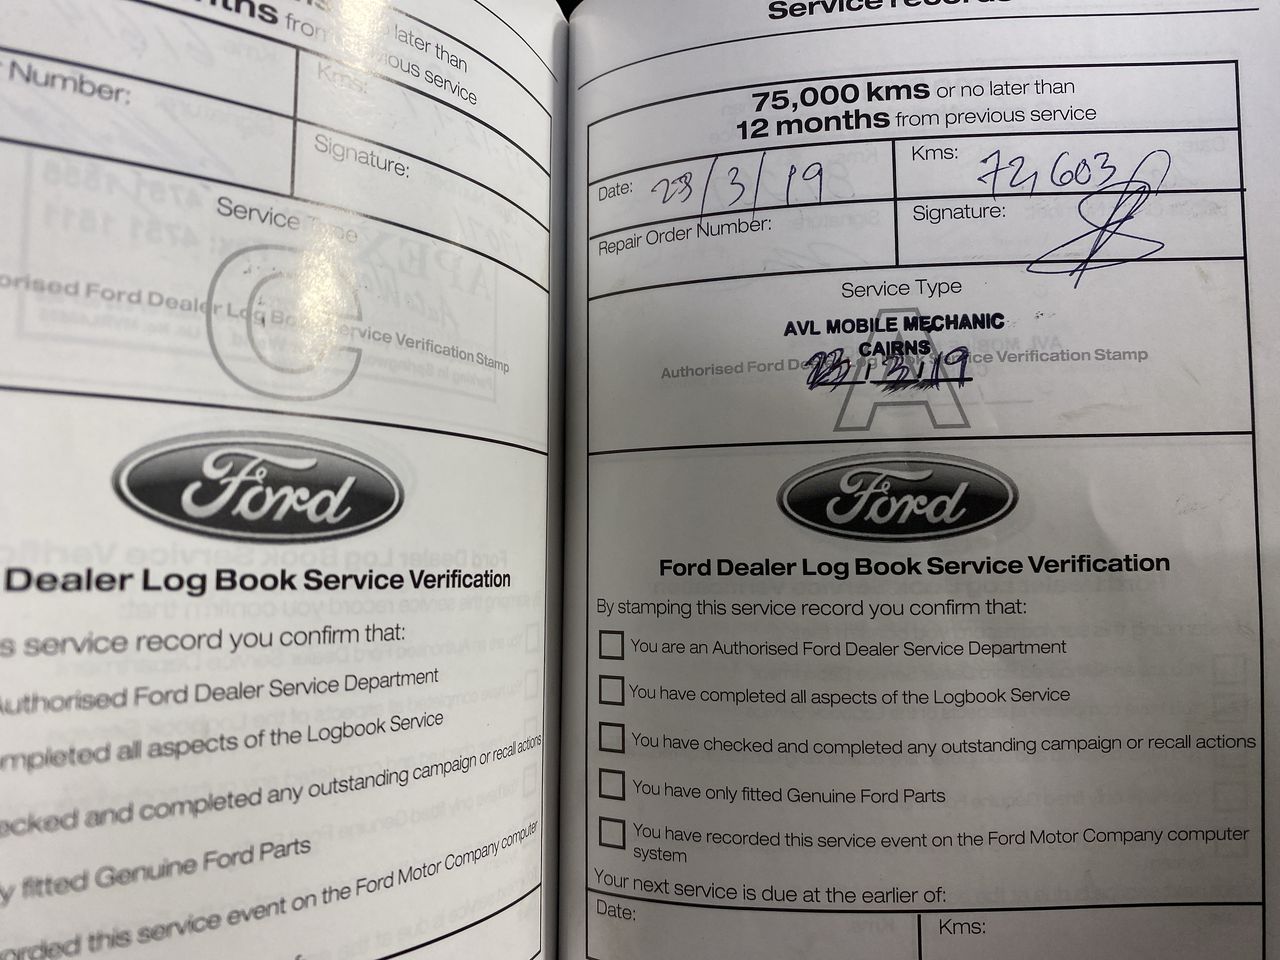 later than
months from previous service
Number:
Kms:
Signature:
Service Type
C
orised Ford Dealer Log Book Service Verification Stamp
Ford
Dealer Log Book Service Verification
s service record you confirm that:
Authorised Ford Dealer Service Department
mpleted all aspects of the Logbook Service
ecked and completed any outstanding campaign or recall actions
y fitted Genuine Ford Parts
orded this service event on the Ford Motor Company computer
Service records
75,000 kms or no later than
12 months from previous service
Date: 23/3/19
Kms: 72,603
Repair Order Number:
Signature:
Service Type
AVL MOBILE MECHANIC
CAIRNS
Authorised Ford Dealer Log Book Service Verification Stamp
23/3/19
A
Ford
Ford Dealer Log Book Service Verification
By stamping this service record you confirm that:
You are an Authorised Ford Dealer Service Department
You have completed all aspects of the Logbook Service
You have checked and completed any outstanding campaign or recall actions
You have only fitted Genuine Ford Parts
You have recorded this service event on the Ford Motor Company computer
system
Your next service is due at the earlier of:
Date:
Kms: